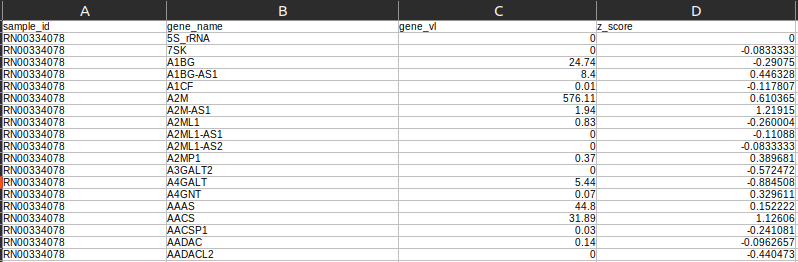 A B C D
sample_id gene_name gene_vl z_score
RN00334078 5S_rRNA 0 0
RN00334078 7SK 0 -0.0833333
RN00334078 A1BG 24.74 -0.29075
RN00334078 A1BG-AS1 8.4 0.446328
RN00334078 A1CF 0.01 -0.117807
RN00334078 A2M 576.11 0.610365
RN00334078 A2M-AS1 1.94 1.21915
RN00334078 A2ML1 0.83 -0.260004
RN00334078 A2ML1-AS1 0 -0.11088
RN00334078 A2ML1-AS2 0 -0.0833333
RN00334078 A2MP1 0.37 0.389681
RN00334078 A3GALT2 0 -0.572472
RN00334078 A4GALT 5.44 -0.884508
RN00334078 A4GNT 0.07 0.329611
RN00334078 AAAS 44.8 0.152222
RN00334078 AACS 31.89 1.12606
RN00334078 AACSP1 0.03 -0.241081
RN00334078 AADAC 0.14 -0.0962657
RN00334078 AADACL2 0 -0.440473